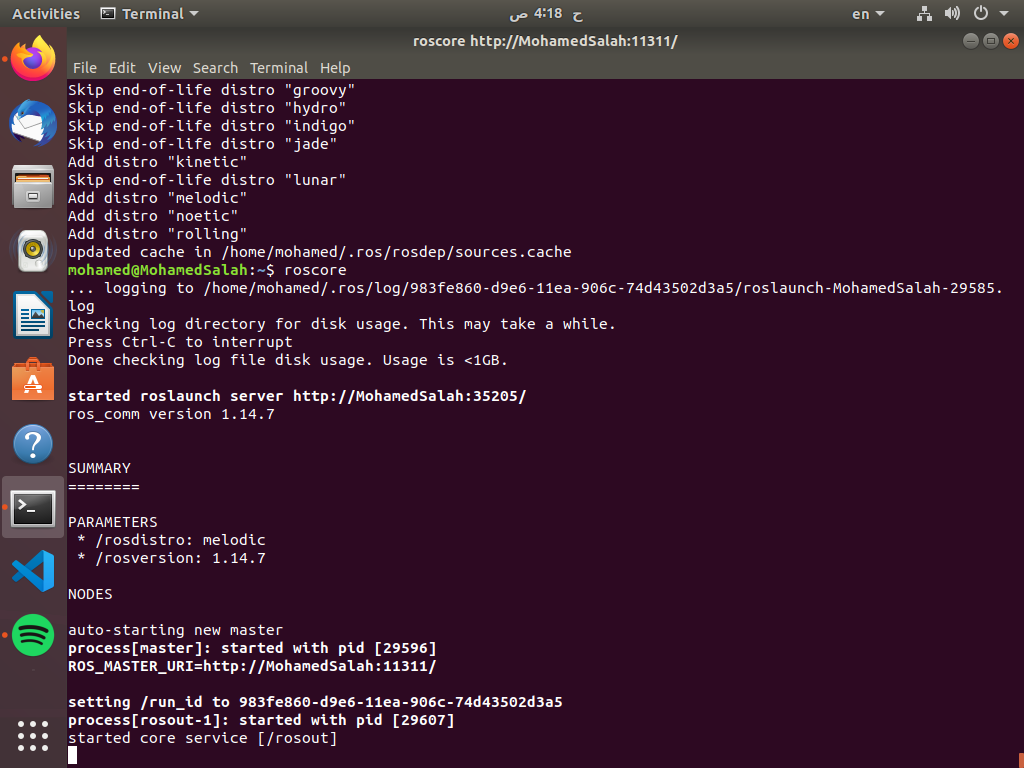 Activities Terminal ح 4:18 ص en
roscore http://MohamedSalah:11311/
File Edit View Search Terminal Help
Skip end-of-life distro "groovy"
Skip end-of-life distro "hydro"
Skip end-of-life distro "indigo"
Skip end-of-life distro "jade"
Add distro "kinetic"
Skip end-of-life distro "lunar"
Add distro "melodic"
Add distro "noetic"
Add distro "rolling"
updated cache in /home/mohamed/.ros/rosdep/sources.cache
mohamed@MohamedSalah:~$ roscore
... logging to /home/mohamed/.ros/log/983fe860-d9e6-11ea-906c-74d43502d3a5/roslaunch-MohamedSalah-29585.
log
Checking log directory for disk usage. This may take a while.
Press Ctrl-C to interrupt
Done checking log file disk usage. Usage is <1GB.
started roslaunch server http://MohamedSalah:35205/
ros_comm version 1.14.7
SUMMARY
========
PARAMETERS
* /rosdistro: melodic
* /rosversion: 1.14.7
NODES
auto-starting new master
process[master]: started with pid [29596]
ROS_MASTER_URI=http://MohamedSalah:11311/
setting /run_id to 983fe860-d9e6-11ea-906c-74d43502d3a5
process[rosout-1]: started with pid [29607]
started core service [/rosout]